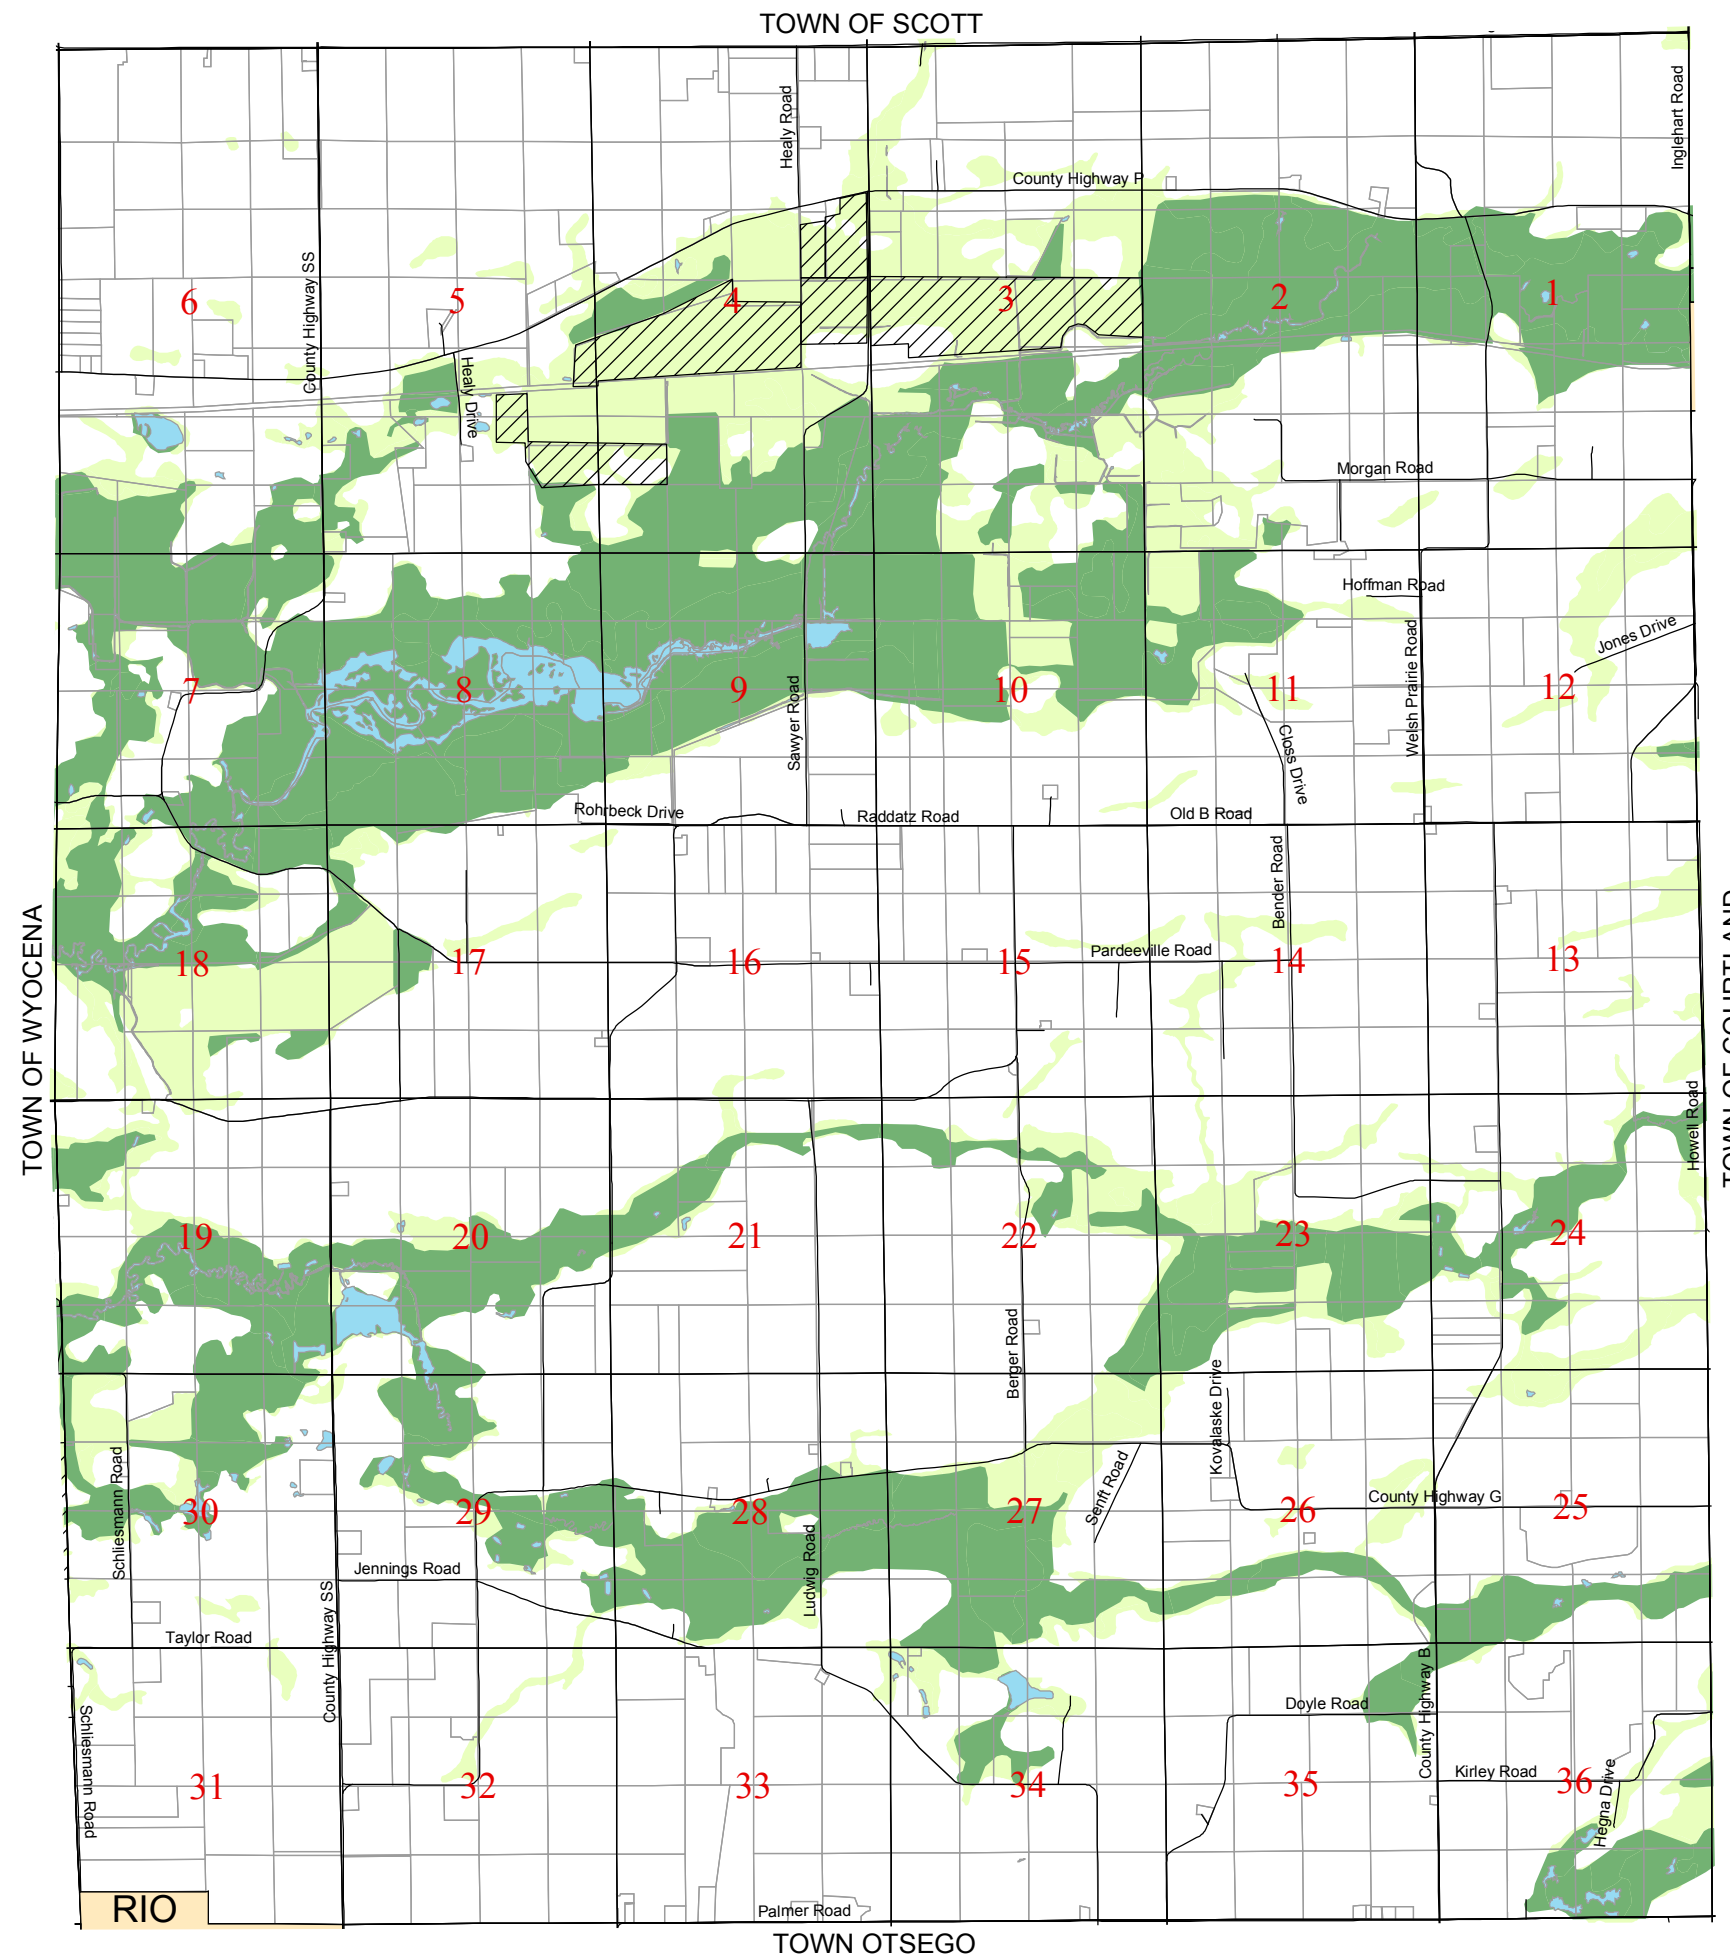 TOWN OF SCOTT
Healy Road
Inglehart Road
County Highway P
County Highway SS
6
5
4
3
2
1
Healy Drive
Morgan Road
Hoffman Road
Jones Drive
Welsh Prairie Road
7
8
9
10
11
12
Sawyer Road
Closs Drive
Rohrbeck Drive
Raddatz Road
Old B Road
Bender Road
TOWN OF WYOCENA
TOWN OF COURTLAND
Pardeeville Road
18
17
16
15
14
13
Howell Road
19
20
21
22
23
24
Berger Road
Kovalaske Drive
Schliesmann Road
Senft Road
County Highway G
30
29
28
27
26
25
Ludwig Road
Jennings Road
County Highway SS
Taylor Road
County Highway B
Doyle Road
Schliesmann Road
Kirley Road
Hegna Drive
31
32
33
34
35
36
RIO
Palmer Road
TOWN OTSEGO